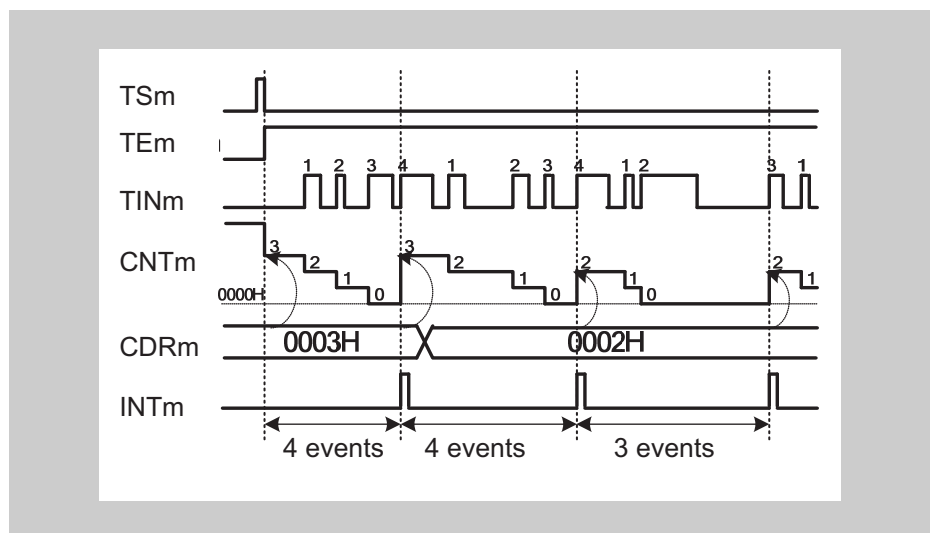 TSm
TEm
1 2 3 4 1 2 3 4 1 2 3 1
TINm
3 2 1 0 3 2 1 0 2 1 0 2 1
CNTm
0000H
CDRm 0003H 0002H
INTm
4 events 4 events 3 events